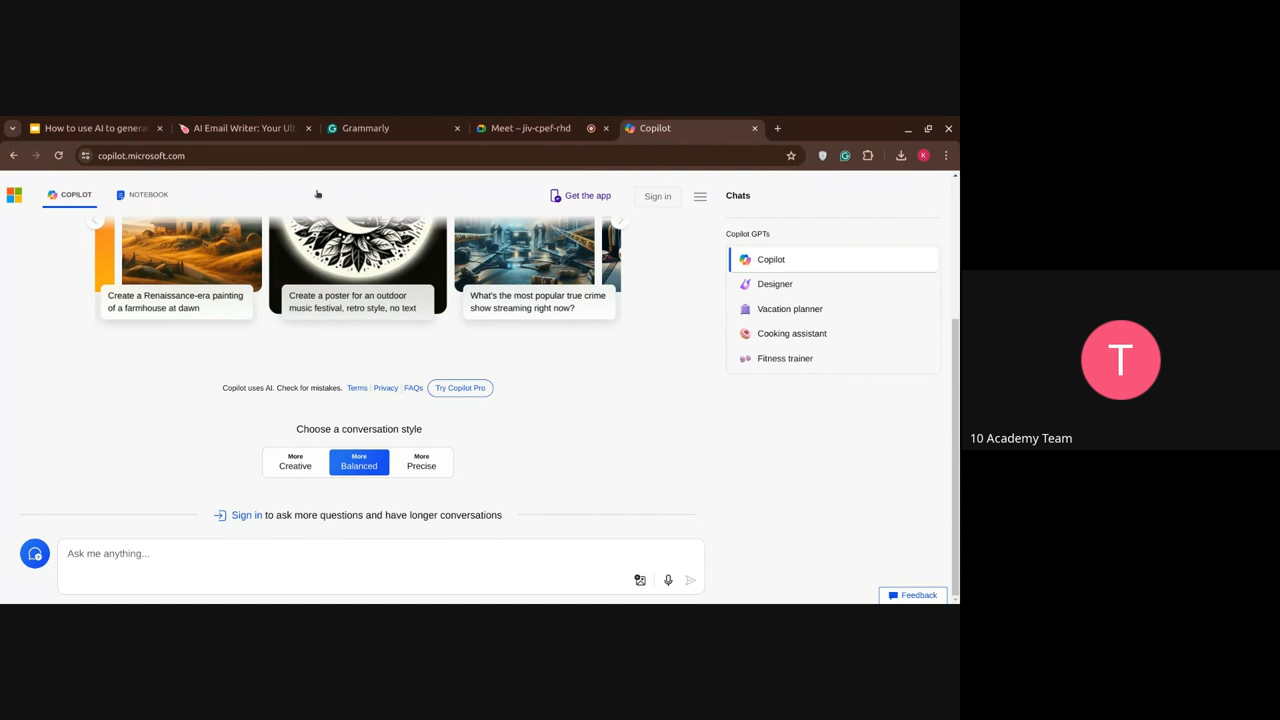 How to use AI to genera
AI Email Writer: Your Ult
Grammarly
Meet – jiv-cpef-rhd
Copilot
copilot.microsoft.com
K
COPILOT
NOTEBOOK
Get the app
Sign in
Chats
Copilot GPTs
Copilot
Designer
Vacation planner
Cooking assistant
Fitness trainer
Create a Renaissance-era painting
of a farmhouse at dawn
Create a poster for an outdoor
music festival, retro style, no text
What's the most popular true crime
show streaming right now?
Copilot uses AI. Check for mistakes. Terms Privacy FAQs Try Copilot Pro
Choose a conversation style
More
Creative
More
Balanced
More
Precise
Sign in to ask more questions and have longer conversations
Ask me anything...
Feedback
T
10 Academy Team